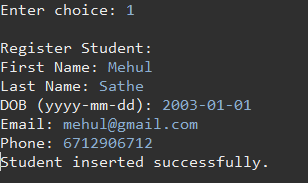 Enter choice: 1
Register Student:
First Name: Mehul
Last Name: Sathe
DOB (yyyy-mm-dd): 2003-01-01
Email: mehul@gmail.com
Phone: 6712906712
Student inserted successfully.